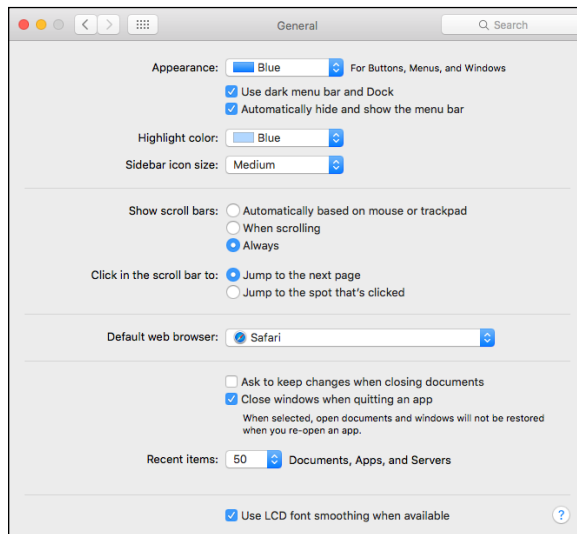 General
Search
Appearance: Blue For Buttons, Menus, and Windows
Use dark menu bar and Dock
Automatically hide and show the menu bar
Highlight color: Blue
Sidebar icon size: Medium
Show scroll bars: Automatically based on mouse or trackpad
When scrolling
Always
Click in the scroll bar to: Jump to the next page
Jump to the spot that's clicked
Default web browser: Safari
Ask to keep changes when closing documents
Close windows when quitting an app
When selected, open documents and windows will not be restored
when you re-open an app.
Recent items: 50 Documents, Apps, and Servers
Use LCD font smoothing when available ?